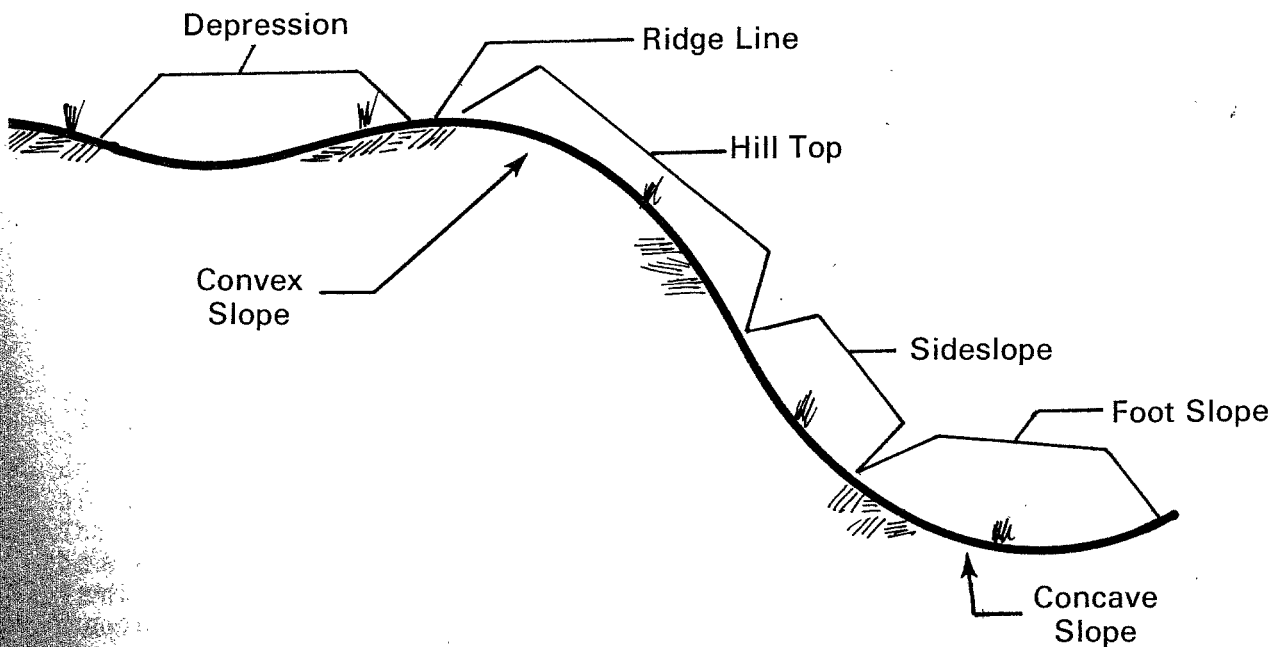 Depression
Ridge Line
Hill Top
Convex
Slope
Sideslope
Foot Slope
Concave
Slope